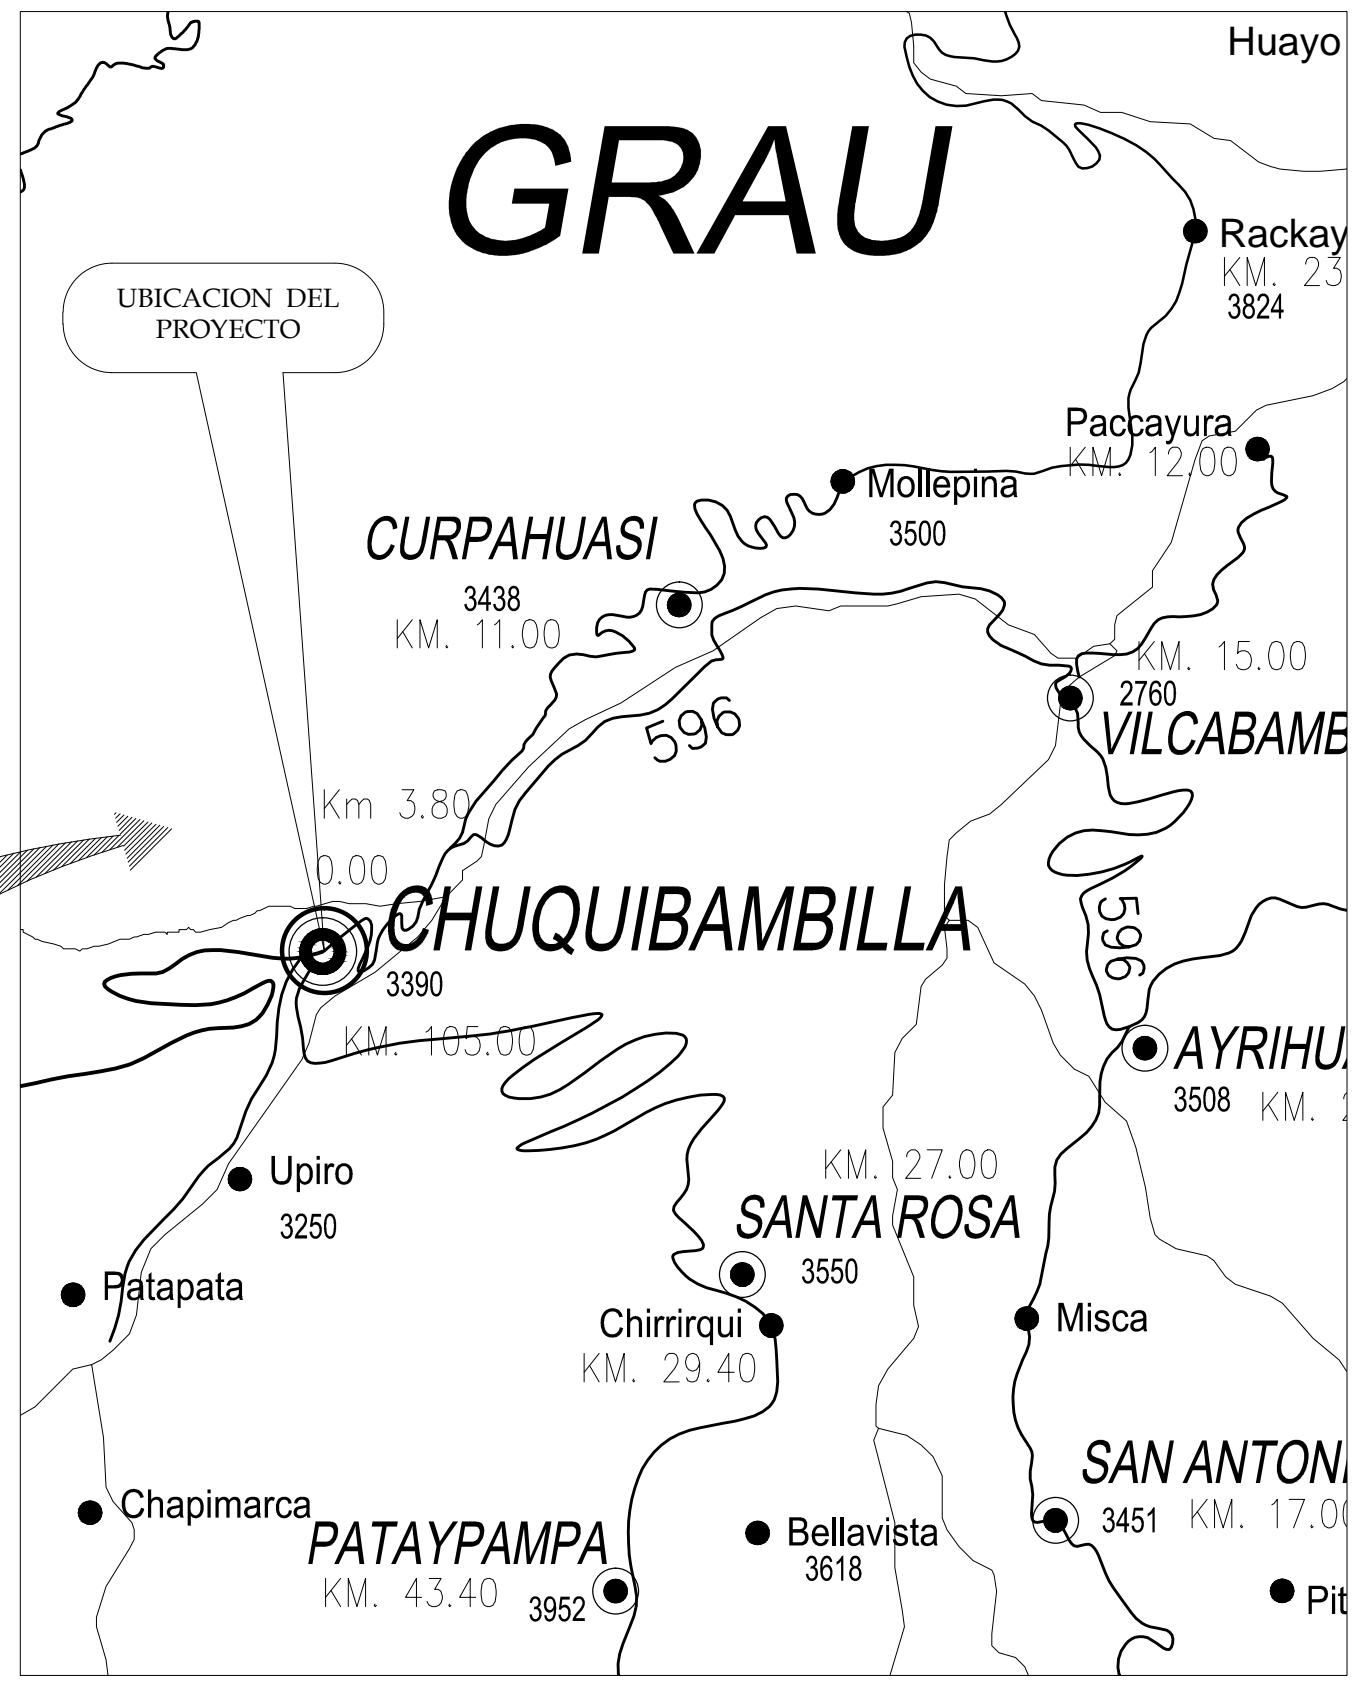 Huayo
GRAU
Rackay
KM. 23
3824
UBICACION DEL
PROYECTO
Paccayura
KM. 12.00
Mollepina
3500
CURPAHUASI
3438
KM. 11.00
KM. 15.00
2760
VILCABAMB
596
Km 3.80
0.00
CHUQUIBAMBILLA
3390
KM. 105.00
596
AYRIHUA
3508 KM. 2
Upiro
3250
KM. 27.00
SANTA ROSA
3550
Patapata
Chirrirqui
KM. 29.40
Misca
SAN ANTONI
3451 KM. 17.00
Chapimarca
PATAYPAMPA
KM. 43.40
3952
Bellavista
3618
Pit